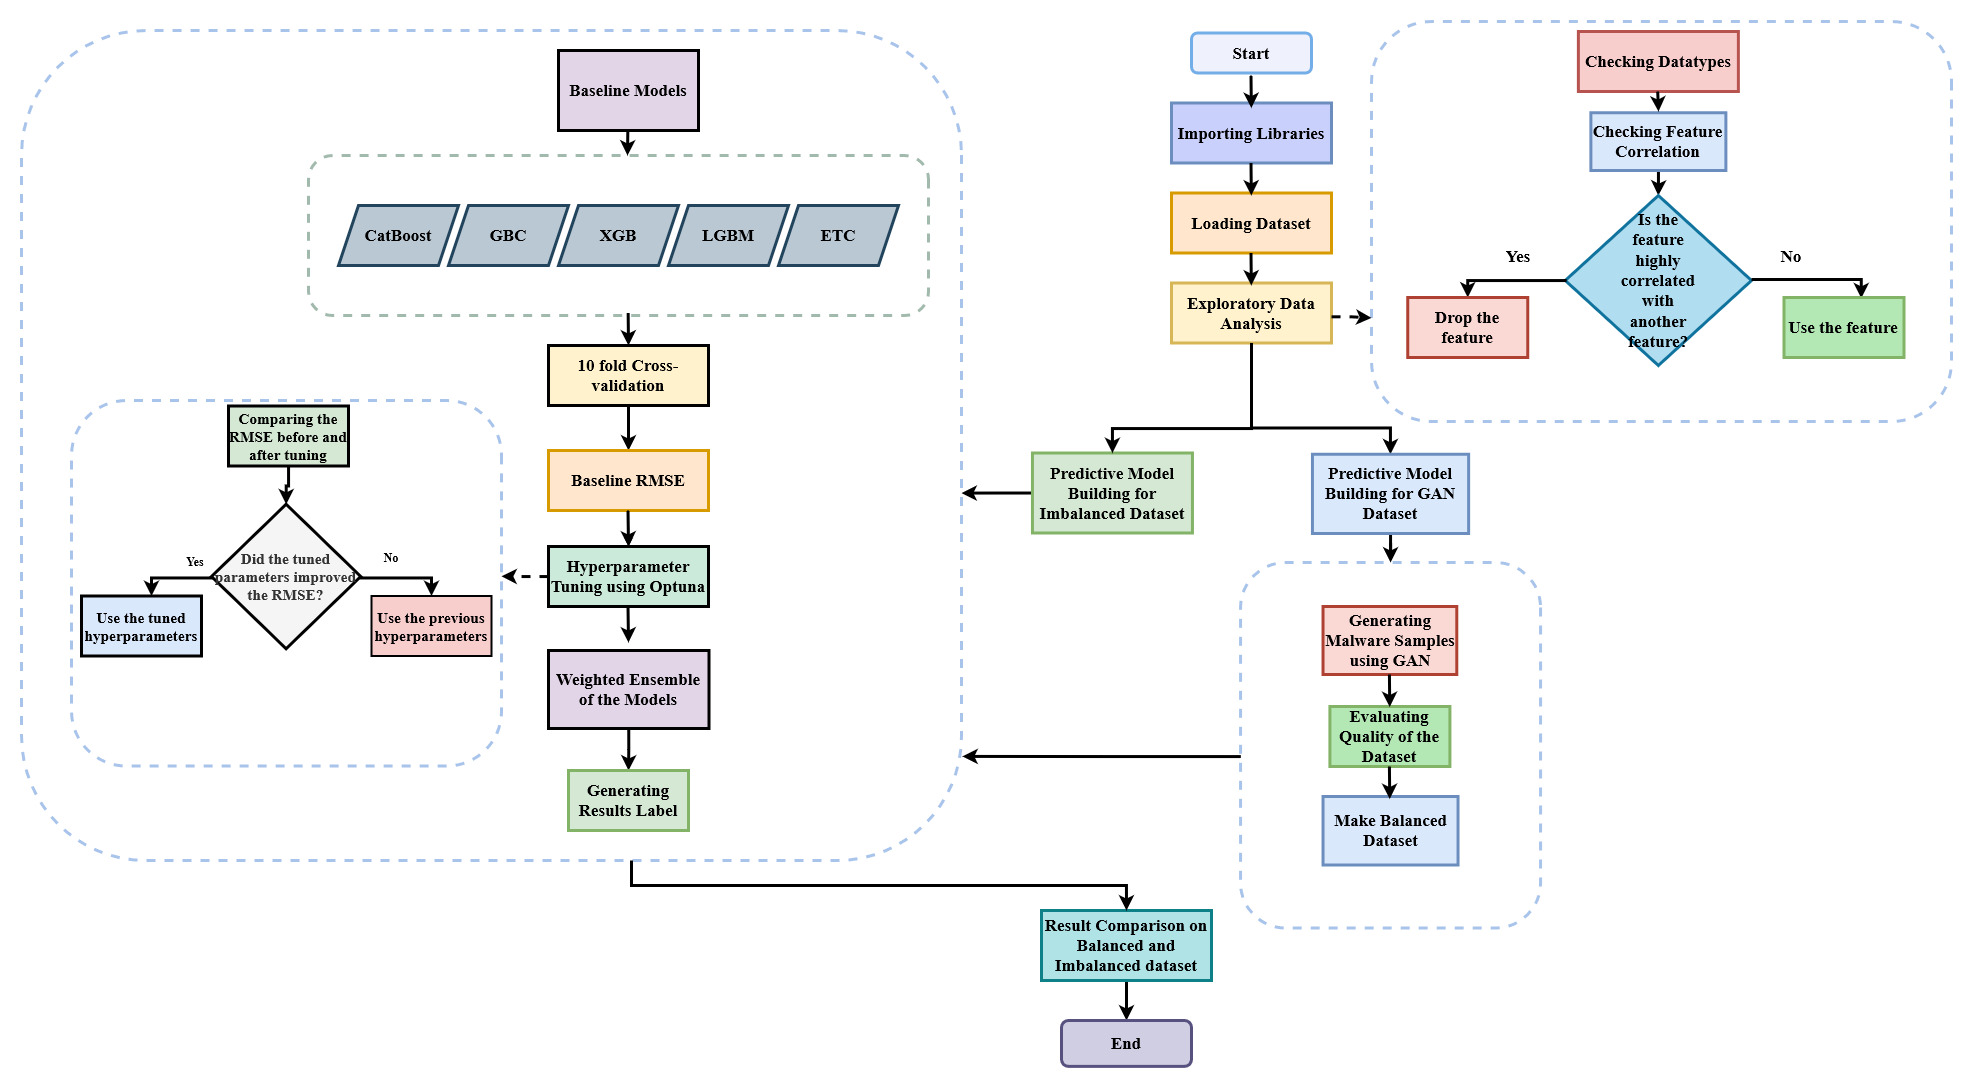 Start
Importing Libraries
Loading Dataset
Exploratory Data
Analysis
Checking Datatypes
Checking Feature
Correlation
Is the
feature
highly
correlated
with
another
feature?
Yes
No
Drop the
feature
Use the feature
Predictive Model
Building for
Imbalanced Dataset
Predictive Model
Building for GAN
Dataset
Generating
Malware Samples
using GAN
Evaluating
Quality of the
Dataset
Make Balanced
Dataset
Baseline Models
CatBoost
GBC
XGB
LGBM
ETC
10 fold Cross-
validation
Baseline RMSE
Hyperparameter
Tuning using Optuna
Comparing the
RMSE before and
after tuning
Did the tuned
parameters improved
the RMSE?
Yes
No
Use the tuned
hyperparameters
Use the previous
hyperparameters
Weighted Ensemble
of the Models
Generating
Results Label
Result Comparison on
Balanced and
Imbalanced dataset
End